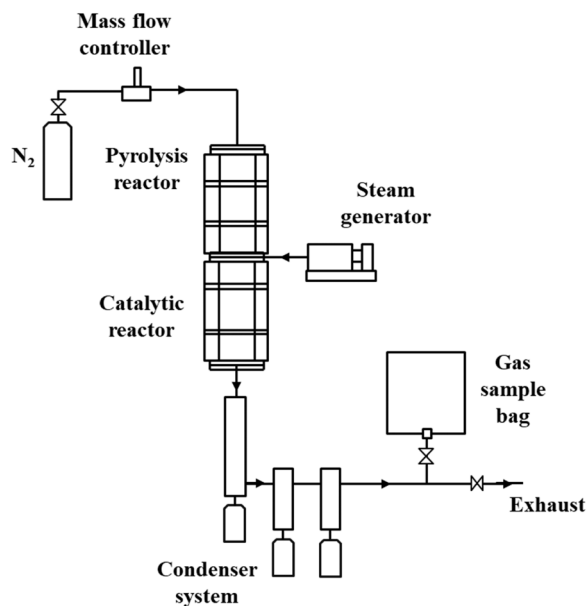 Mass flow
controller
N₂
Pyrolysis
reactor
Steam
generator
Catalytic
reactor
Gas
sample
bag
Exhaust
Condenser
system